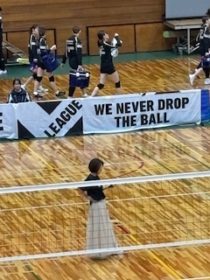 V
LEAGUE
WE NEVER DROP
THE BALL